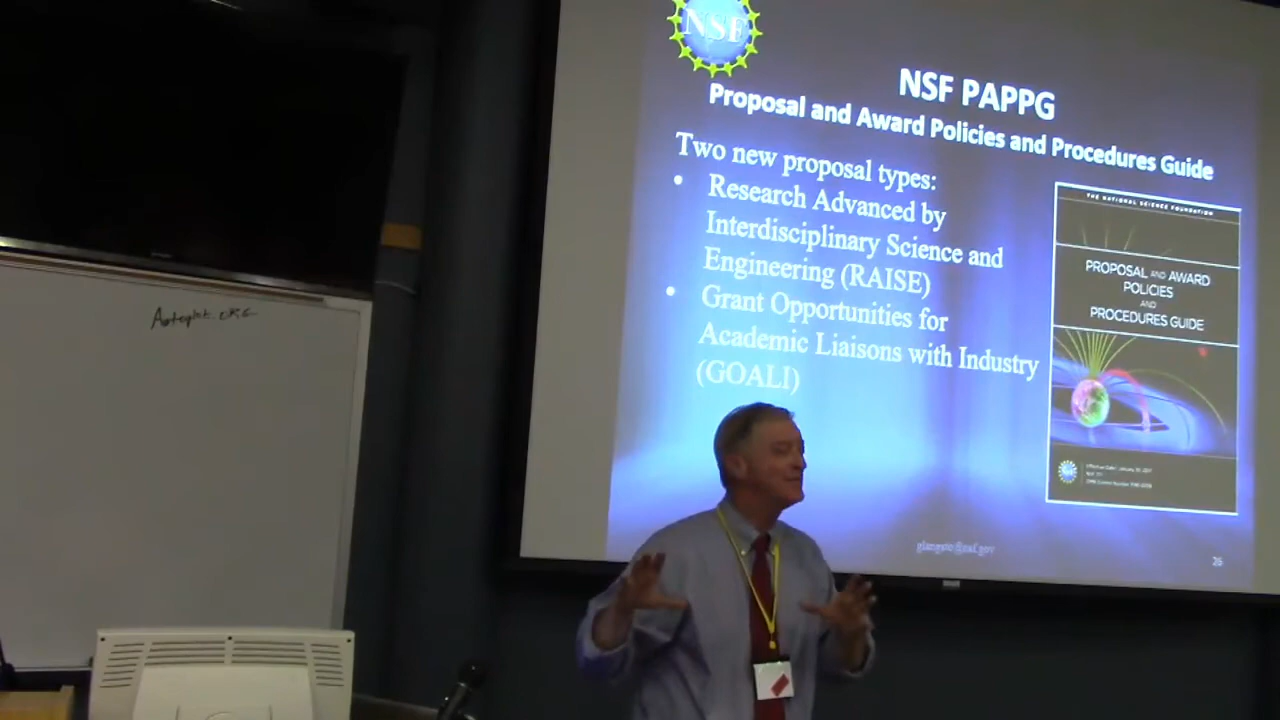 NSF
NSF PAPPG
Proposal and Award Policies and Procedures Guide
Two new proposal types:
• Research Advanced by
Interdisciplinary Science and
Engineering (RAISE)
• Grant Opportunities for
Academic Liaisons with Industry
(GOALI)
THE NATIONAL SCIENCE FOUNDATION
PROPOSAL AND AWARD
POLICIES
AND
PROCEDURES GUIDE
26